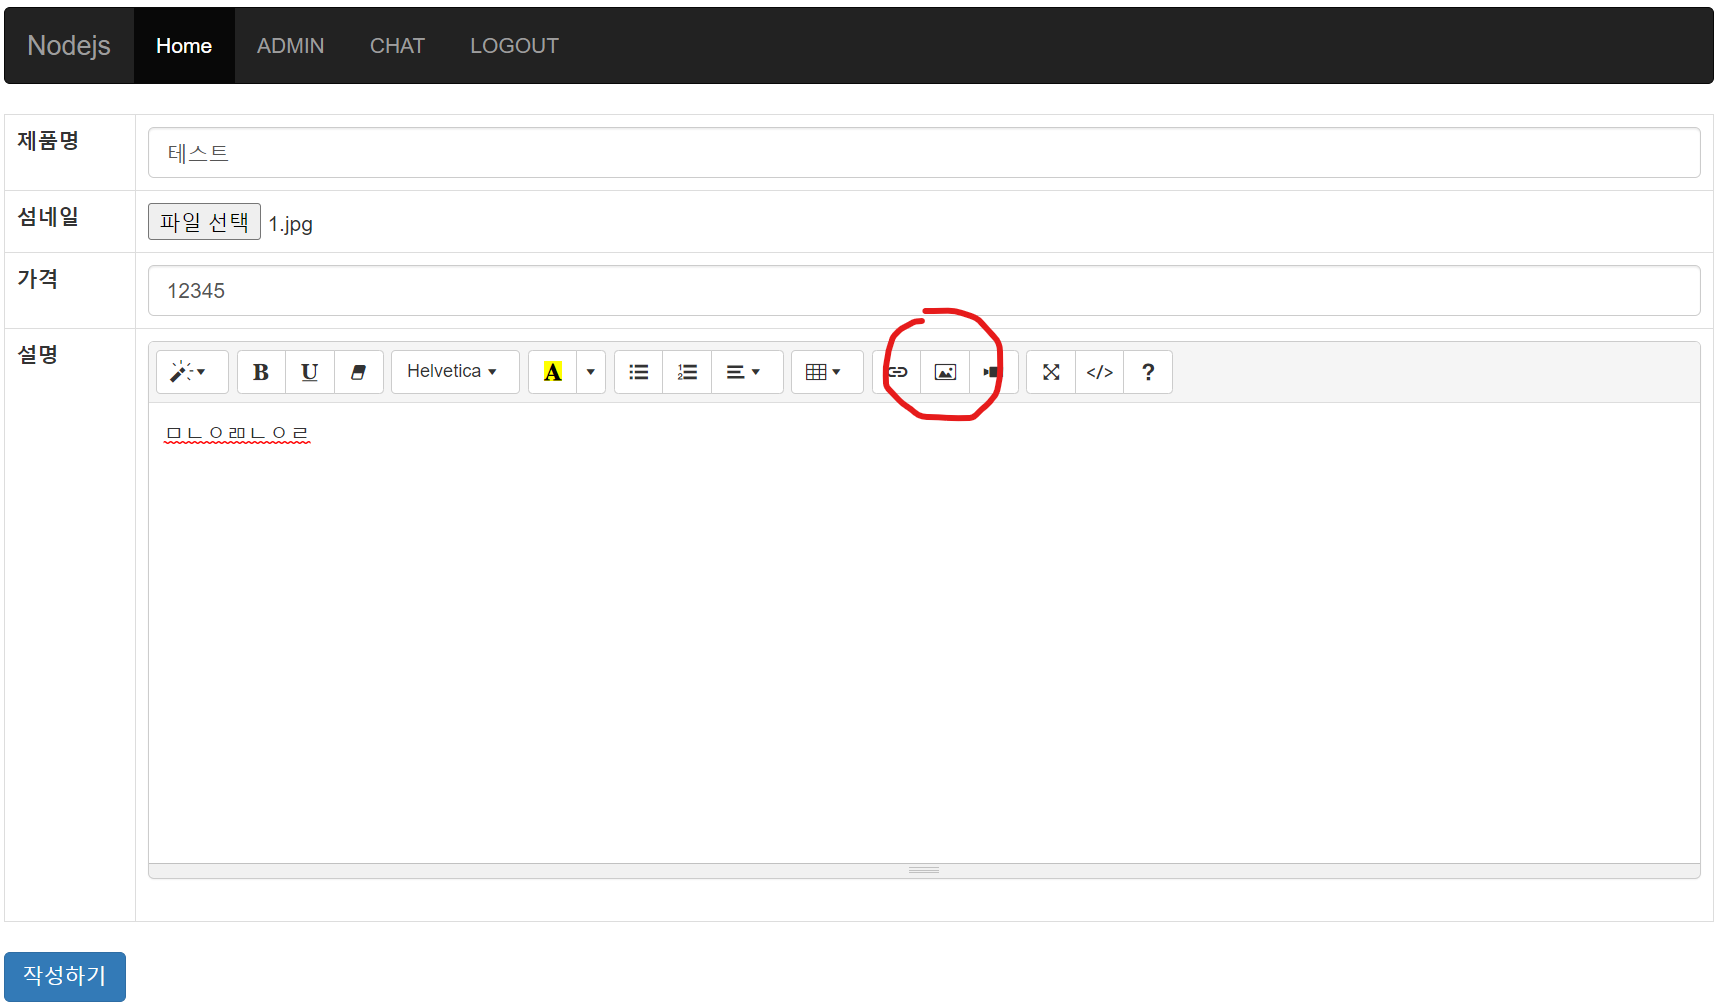 Nodejs Home ADMIN CHAT LOGOUT
제품명 테스트
섬네일 파일 선택 1.jpg
가격 12345
설명
B U Helvetica A </> ?
ㅁㄴㅇㄻㄴㅇㄹ
작성하기